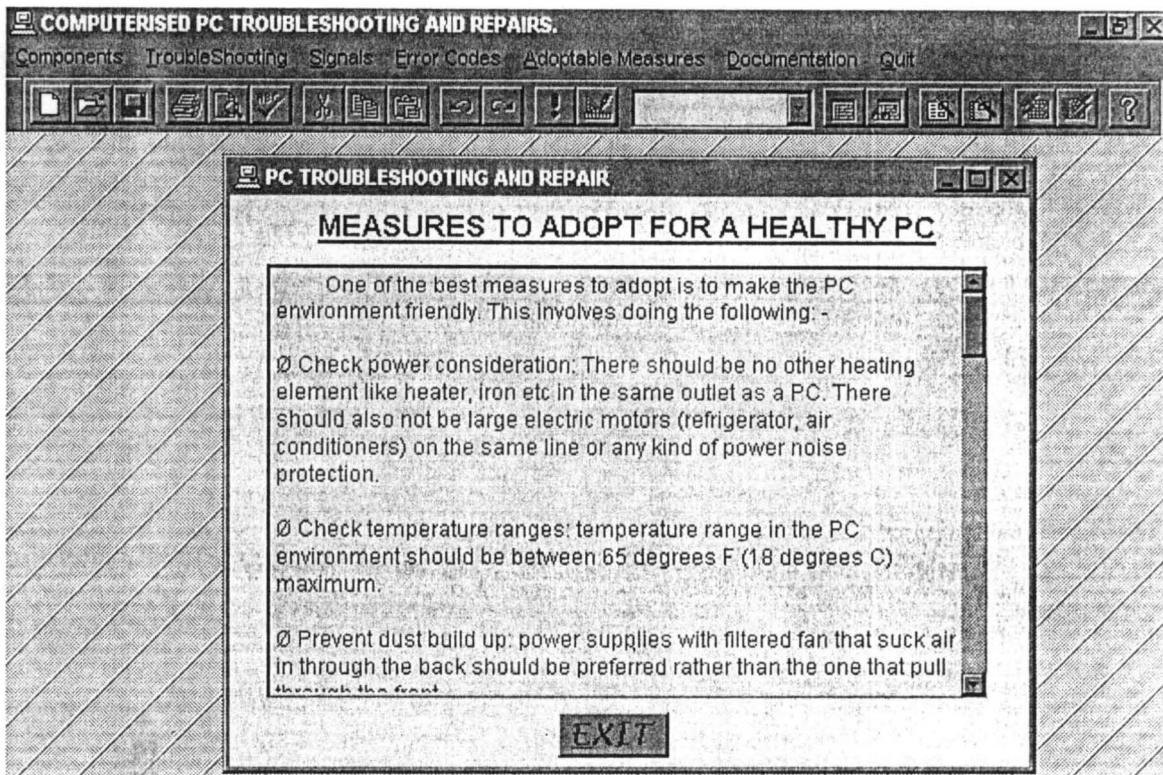 COMPUTERISED PC TROUBLESHOOTING AND REPAIRS.
Components TroubleShooting Signals Error Codes Adoptable Measures Documentation Quit
PC TROUBLESHOOTING AND REPAIR
MEASURES TO ADOPT FOR A HEALTHY PC
One of the best measures to adopt is to make the PC
environment friendly. This involves doing the following: -
Ø Check power consideration: There should be no other heating
element like heater, iron etc in the same outlet as a PC. There
should also not be large electric motors (refrigerator, air
conditioners) on the same line or any kind of power noise
protection.
Ø Check temperature ranges: temperature range in the PC
environment should be between 65 degrees F (18 degrees C)
maximum.
Ø Prevent dust build up: power supplies with filtered fan that suck air
in through the back should be preferred rather than the one that pull
through the front
EXIT